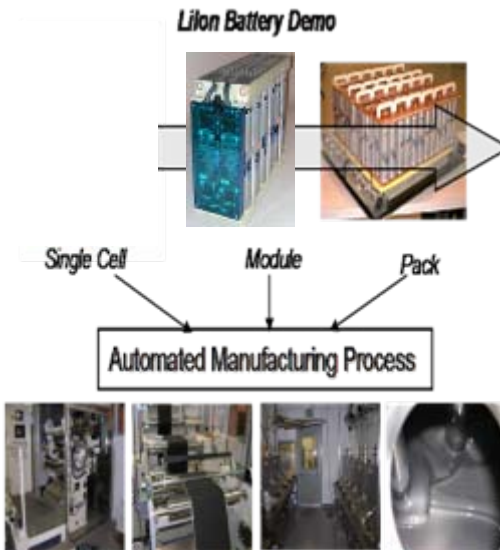 LiIon Battery Demo
Single Cell
Module
Pack
Automated Manufacturing Process